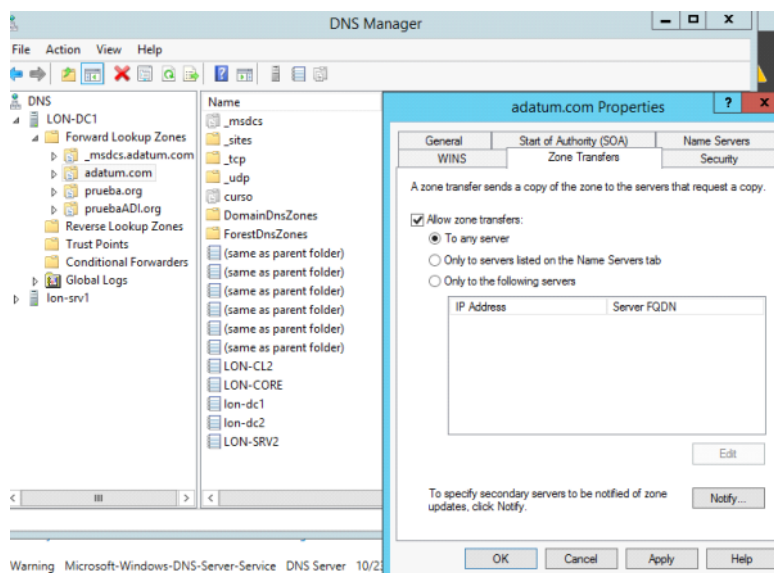 DNS Manager
File Action View Help
DNS
LON-DC1
Forward Lookup Zones
_msdcs.adatum.com
adatum.com
prueba.org
pruebaADI.org
Reverse Lookup Zones
Trust Points
Conditional Forwarders
Global Logs
lon-srv1
Name
_msdcs
_sites
_tcp
_udp
curso
DomainDnsZones
ForestDnsZones
(same as parent folder)
(same as parent folder)
(same as parent folder)
(same as parent folder)
(same as parent folder)
(same as parent folder)
LON-CL2
LON-CORE
lon-dc1
lon-dc2
LON-SRV2
adatum.com Properties
General Start of Authority (SOA) Name Servers
WINS Zone Transfers Security
A zone transfer sends a copy of the zone to the servers that request a copy.
Allow zone transfers:
To any server
Only to servers listed on the Name Servers tab
Only to the following servers
IP Address Server FQDN
Edit
To specify secondary servers to be notified of zone
updates, click Notify.
Notify...
OK Cancel Apply Help
Warning Microsoft-Windows-DNS-Server-Service DNS Server 10/23